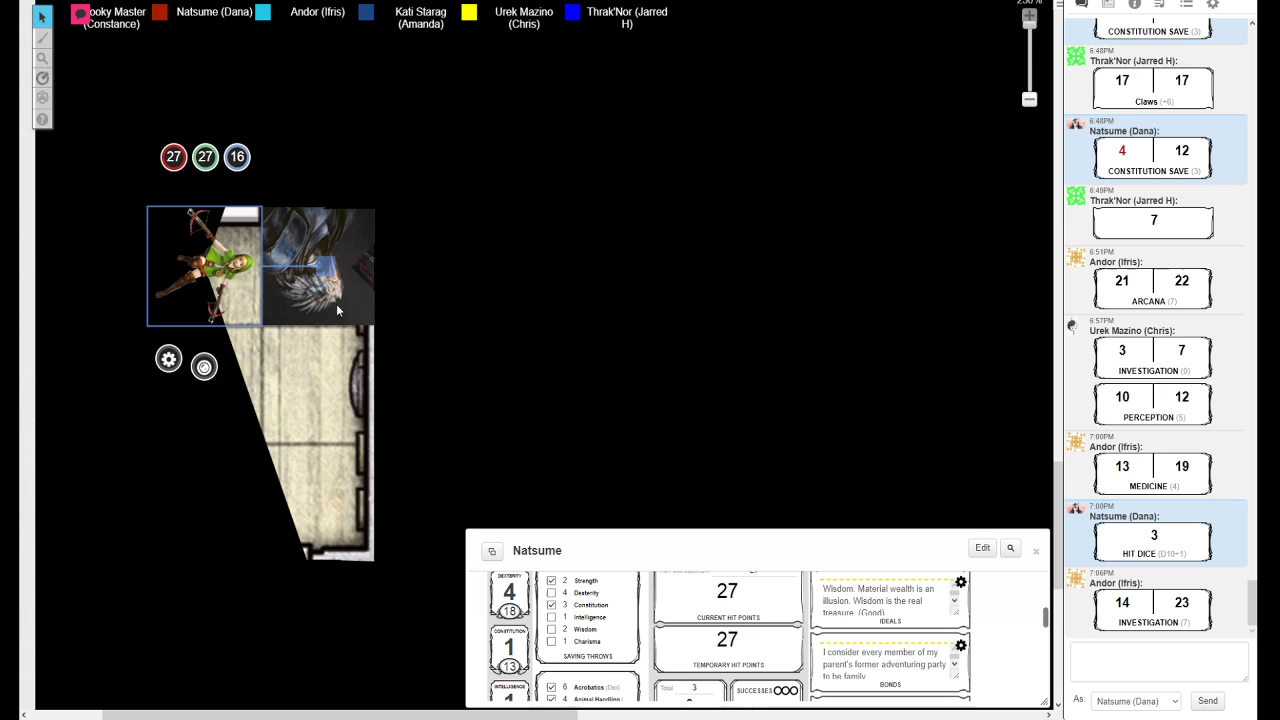 ooky Master
(Constance)
Natsume (Dana)
Andor (Ifris)
Kati Starag
(Amanda)
Urek Mazino
(Chris)
Thrak'Nor (Jarred
H)
27 27 16
Natsume
Edit
DEXTERITY
4
18
CONSTITUTION
1
13
INTELLIGENCE
2 Strength
4 Dexterity
3 Constitution
1 Intelligence
2 Wisdom
1 Charisma
SAVING THROWS
6 Acrobatics (Dex)
4 Animal Handling
27
CURRENT HIT POINTS
27
TEMPORARY HIT POINTS
Total 3
SUCCESSES
Wisdom. Material wealth is an
illusion. Wisdom is the real
treasure. (Good)
IDEALS
I consider every member of my
parent's former adventuring party
to be family
BONDS
CONSTITUTION SAVE (3)
6:48PM
Thrak'Nor (Jarred H):
17 17
Claws (+6)
6:48PM
Natsume (Dana):
4 12
CONSTITUTION SAVE (3)
6:49PM
Thrak'Nor (Jarred H):
7
6:51PM
Andor (Ifris):
21 22
ARCANA (7)
6:57PM
Urek Mazino (Chris):
3 7
INVESTIGATION (0)
10 12
PERCEPTION (5)
7:00PM
Andor (Ifris):
13 19
MEDICINE (4)
7:00PM
Natsume (Dana):
3
HIT DICE (D10+1)
7:06PM
Andor (Ifris):
14 23
INVESTIGATION (7)
As: Natsume (Dana) Send